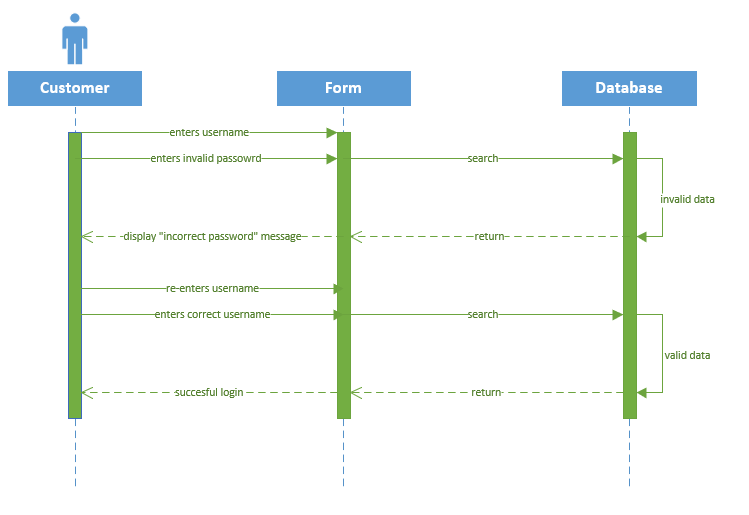 Customer
Form
Database
enters username
enters invalid passowrd
search
invalid data
display "incorrect password" message
return
re-enters username
enters correct username
search
valid data
succesful login
return